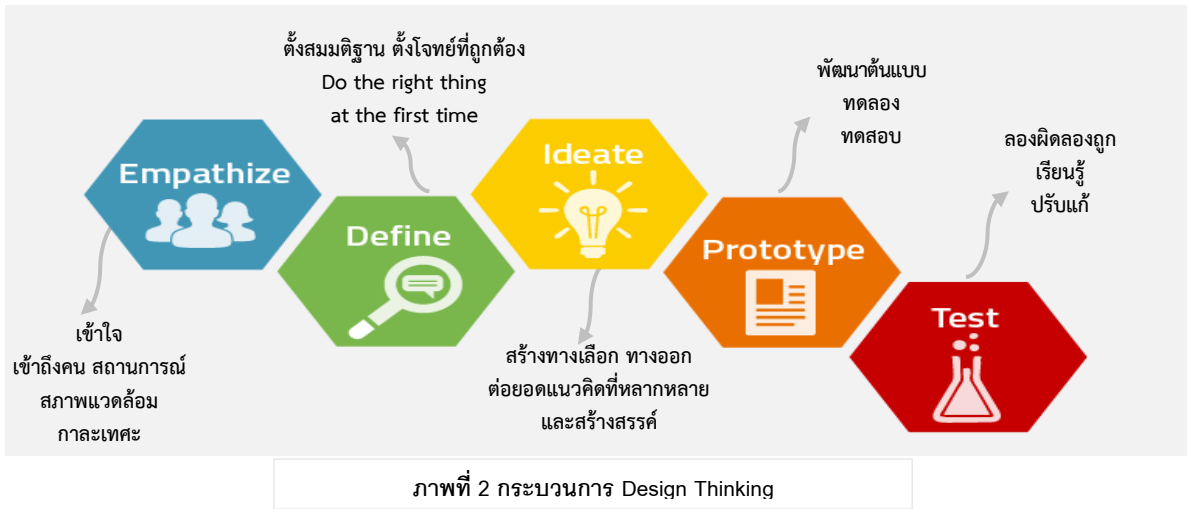 Empathize
เข้าใจ
เข้าถึงคน สถานการณ์
สภาพแวดล้อม
กาละเทศะ
ตั้งสมมติฐาน ตั้งโจทย์ที่ถูกต้อง
Do the right thing
at the first time
Define
Ideate
สร้างทางเลือก ทางออก
ต่อยอดแนวคิดที่หลากหลาย
และสร้างสรรค์
พัฒนาต้นแบบ
ทดลอง
ทดสอบ
Prototype
ลองผิดลองถูก
เรียนรู้
ปรับแก้
Test
ภาพที่ 2 กระบวนการ Design Thinking